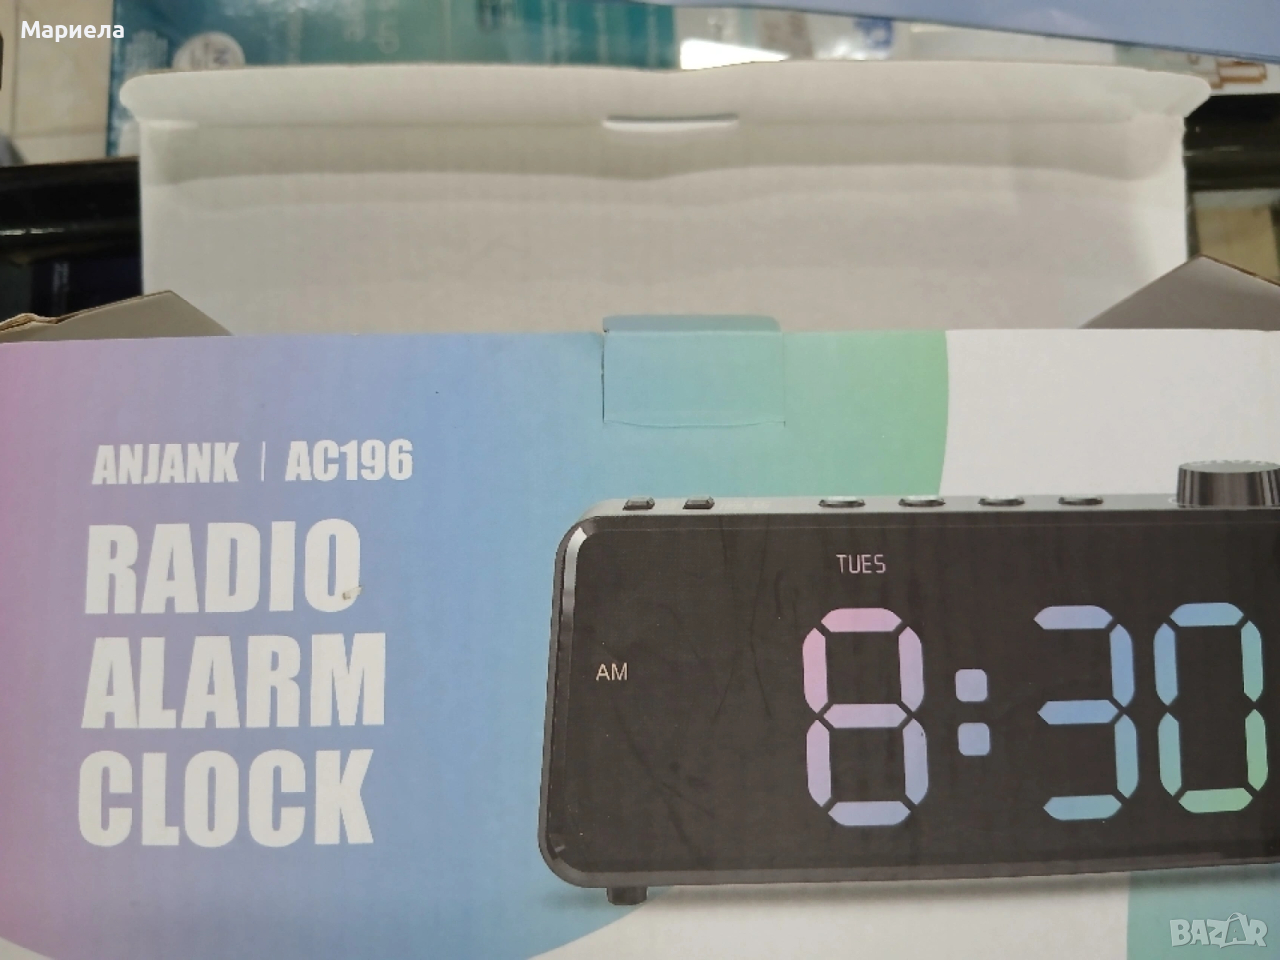 Мариела
ANJANK | AC196
RADIO
ALARM
CLOCK
TUES
AM
8:30
BAZAR